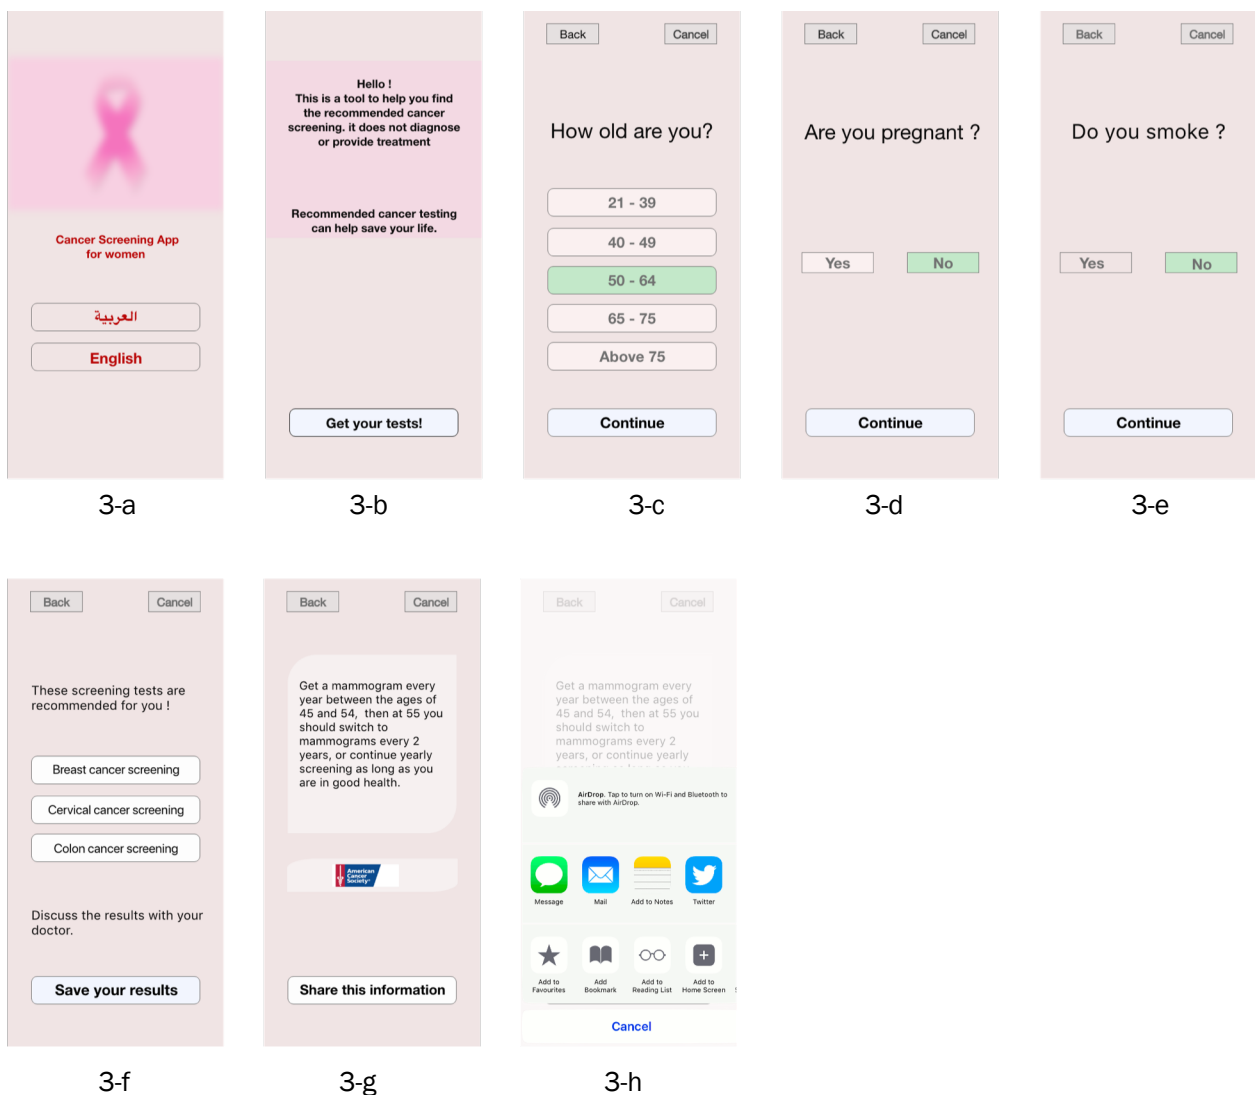 Cancer Screening App
for women
العربية
English
3-a
Hello !
This is a tool to help you find
the recommended cancer
screening. it does not diagnose
or provide treatment
Recommended cancer testing
can help save your life.
Get your tests!
3-b
Back
Cancel
How old are you?
21 - 39
40 - 49
50 - 64
65 - 75
Above 75
Continue
3-c
Back
Cancel
Are you pregnant ?
Yes
No
Continue
3-d
Back
Cancel
Do you smoke ?
Yes
No
Continue
3-e
Back
Cancel
These screening tests are
recommended for you !
Breast cancer screening
Cervical cancer screening
Colon cancer screening
Discuss the results with your
doctor.
Save your results
3-f
Back
Cancel
Get a mammogram every
year between the ages of
45 and 54, then at 55 you
should switch to
mammograms every 2
years, or continue yearly
screening as long as you
are in good health.
American
Cancer
Society
Share this information
3-g
Back
Cancel
Get a mammogram every
year between the ages of
45 and 54, then at 55 you
should switch to
mammograms every 2
years, or continue yearly
AirDrop. Tap to turn on Wi-Fi and Bluetooth to
share with AirDrop.
Message
Mail
Add to Notes
Twitter
Add to
Favourites
Add
Bookmark
Add to
Reading List
Add to
Home Screen
Cancel
3-h